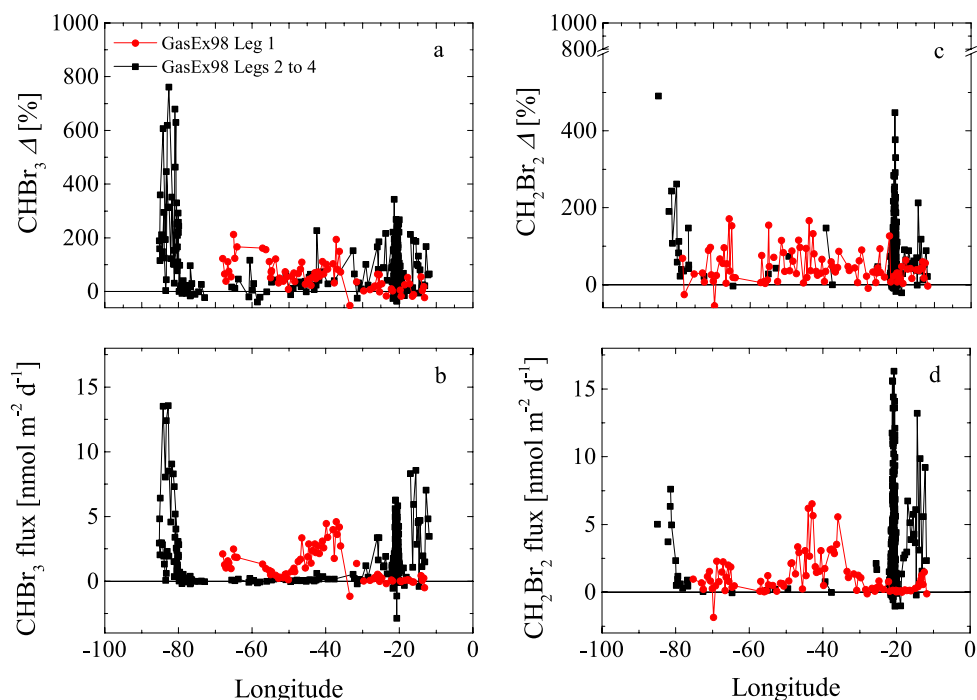 1000
800
600
400
200
0
CHBr₃ Δ [%]
GasEx98 Leg 1
GasEx98 Legs 2 to 4
a
1000
800
400
200
0
CH₂Br₂ Δ [%]
c
15
10
5
0
CHBr₃ flux [nmol m⁻² d⁻¹]
b
-100 -80 -60 -40 -20 0
Longitude
15
10
5
0
CH₂Br₂ flux [nmol m⁻² d⁻¹]
d
-80 -60 -40 -20 0
Longitude